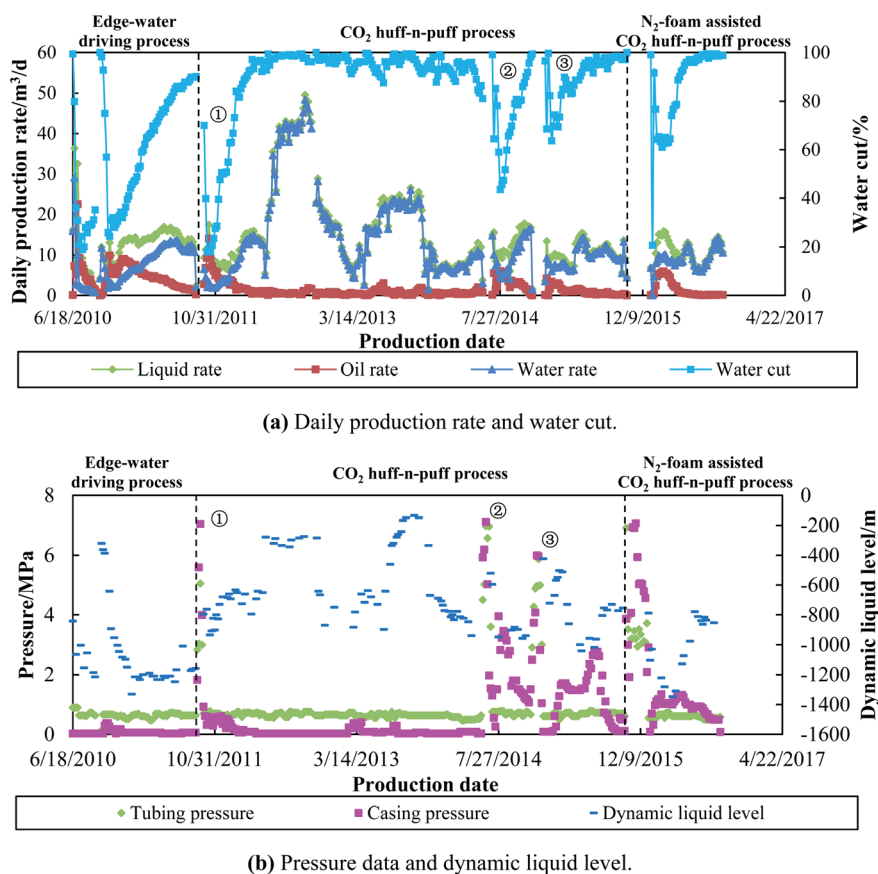 Edge-water
driving process
CO₂ huff-n-puff process
N₂-foam assisted
CO₂ huff-n-puff process
60
50
40
30
20
10
0
Daily production rate/m³/d
100
80
60
40
20
0
Water cut/%
①
②
③
6/18/2010 10/31/2011 3/14/2013 7/27/2014 12/9/2015 4/22/2017
Production date
Liquid rate Oil rate Water rate Water cut
(a) Daily production rate and water cut.
Edge-water
driving process
CO₂ huff-n-puff process
N₂-foam assisted
CO₂ huff-n-puff process
8
6
4
2
0
Pressure/MPa
0
-200
-400
-600
-800
-1000
-1200
-1400
-1600
Dynamic liquid level/m
①
②
③
6/18/2010 10/31/2011 3/14/2013 7/27/2014 12/9/2015 4/22/2017
Production date
Tubing pressure Casing pressure Dynamic liquid level
(b) Pressure data and dynamic liquid level.